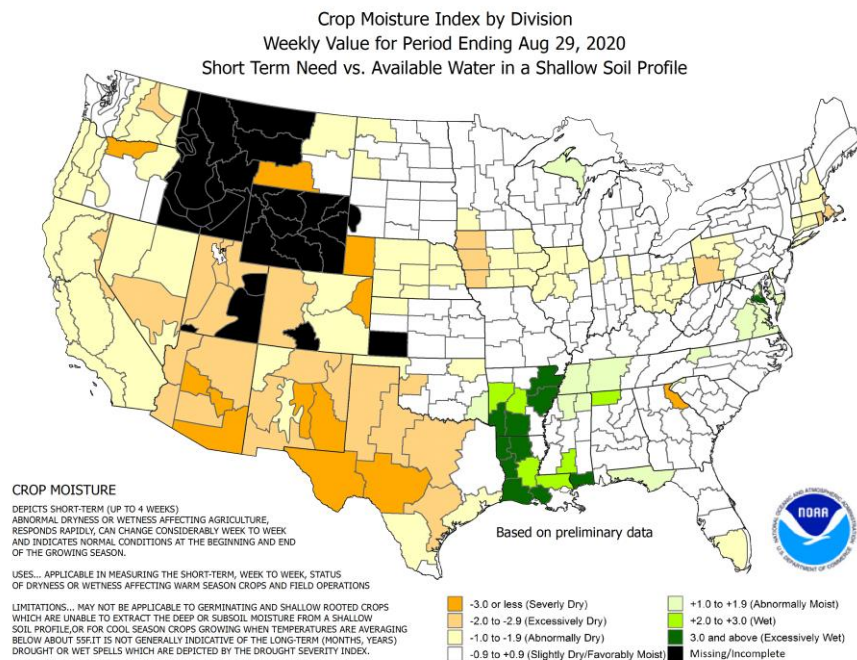 Crop Moisture Index by Division
Weekly Value for Period Ending Aug 29, 2020
Short Term Need vs. Available Water in a Shallow Soil Profile
CROP MOISTURE
DEPICTS SHORT-TERM (UP TO 4 WEEKS)
ABNORMAL DRYNESS OR WETNESS AFFECTING AGRICULTURE,
RESPONDS RAPIDLY, CAN CHANGE CONSIDERABLY WEEK TO WEEK
AND INDICATES NORMAL CONDITIONS AT THE BEGINNING AND END
OF THE GROWING SEASON.
USES... APPLICABLE IN MEASURING THE SHORT-TERM, WEEK TO WEEK, STATUS
OF DRYNESS OR WETNESS AFFECTING WARM SEASON CROPS AND FIELD OPERATIONS
LIMITATIONS... MAY NOT BE APPLICABLE TO GERMINATING AND SHALLOW ROOTED CROPS
WHICH ARE UNABLE TO EXTRACT THE DEEP OR SUBSOIL MOISTURE FROM A SHALLOW
SOIL PROFILE,OR FOR COOL SEASON CROPS GROWING WHEN TEMPERATURES ARE AVERAGING
BELOW ABOUT 55F.IT IS NOT GENERALLY INDICATIVE OF THE LONG-TERM (MONTHS, YEARS)
DROUGHT OR WET SPELLS WHICH ARE DEPICTED BY THE DROUGHT SEVERITY INDEX.
Based on preliminary data
NATIONAL OCEANIC AND ATMOSPHERIC ADMINISTRATION
NOAA
U.S. DEPARTMENT OF COMMERCE
-3.0 or less (Severly Dry)
-2.0 to -2.9 (Excessively Dry)
-1.0 to -1.9 (Abnormally Dry)
-0.9 to +0.9 (Slightly Dry/Favorably Moist)
+1.0 to +1.9 (Abnormally Moist)
+2.0 to +3.0 (Wet)
3.0 and above (Excessively Wet)
Missing/Incomplete